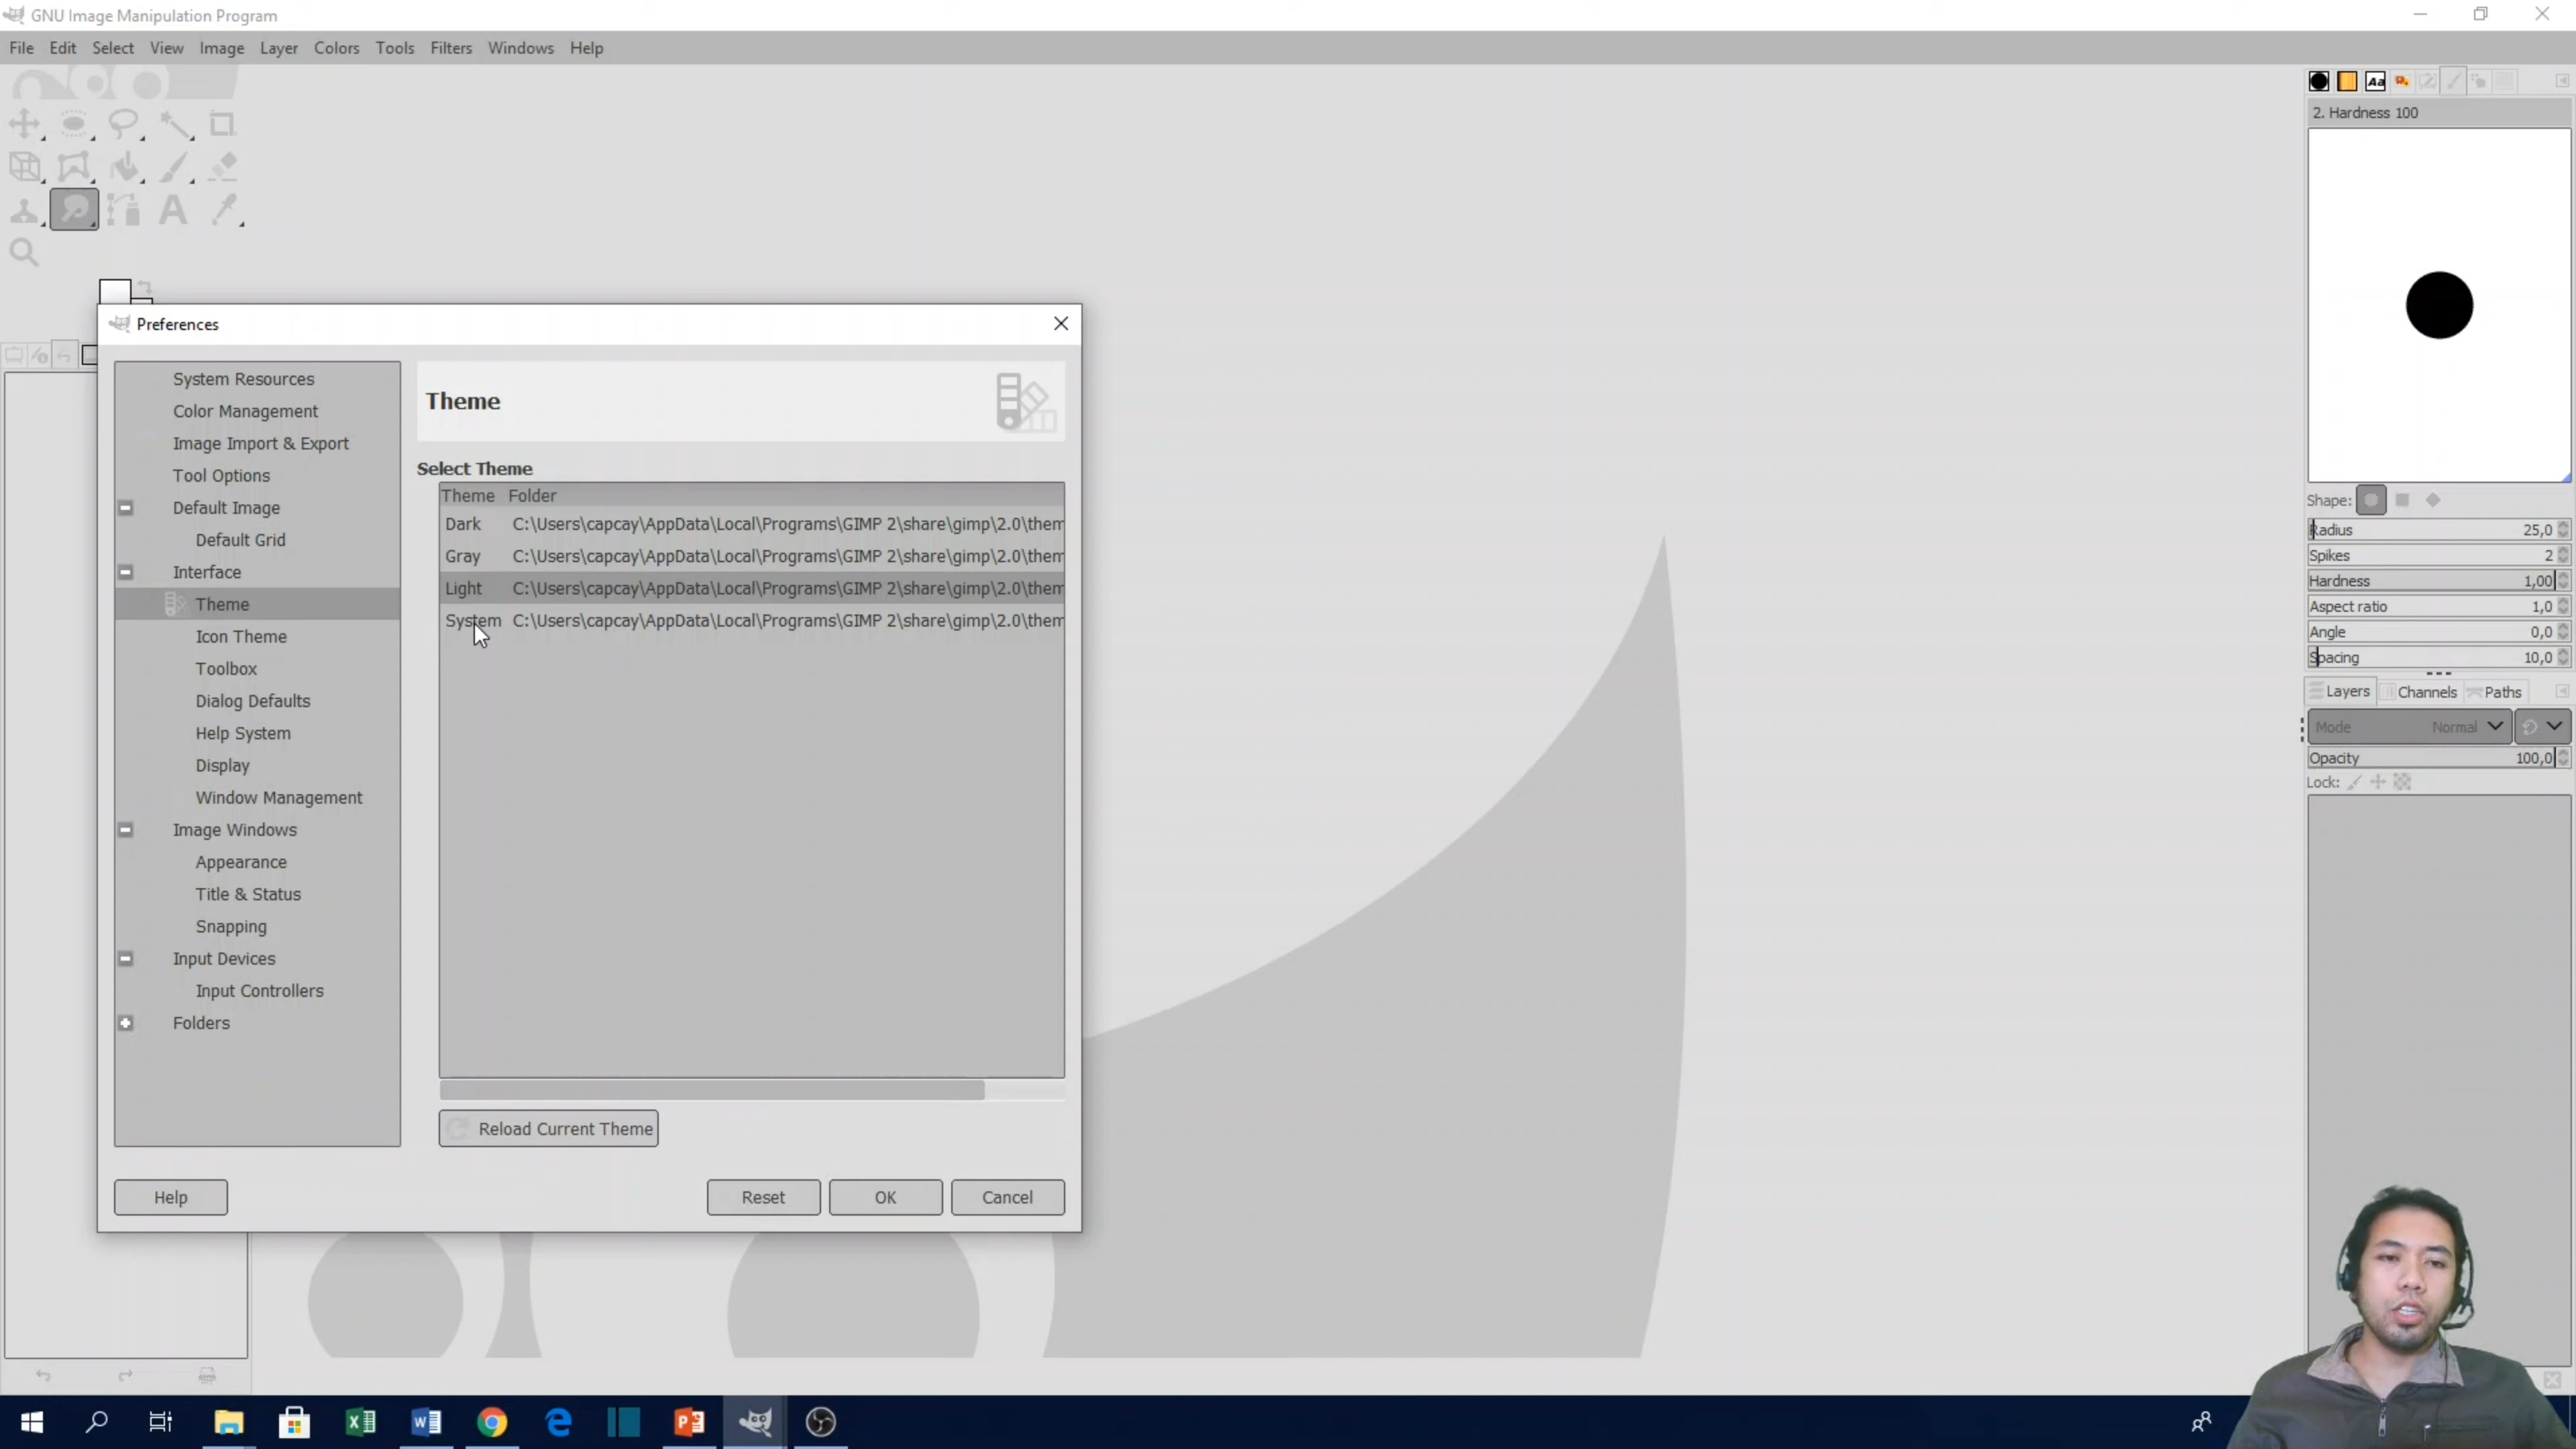 GNU Image Manipulation Program
File Edit Select View Image Layer Colors Tools Filters Windows Help
Aa
2. Hardness 100
A
Preferences
System Resources
Color Management
Image Import & Export
Tool Options
Default Image
Default Grid
Interface
Theme
Icon Theme
Toolbox
Dialog Defaults
Help System
Display
Window Management
Image Windows
Appearance
Title & Status
Snapping
Input Devices
Input Controllers
Folders
Theme
Select Theme
Theme Folder
Dark C:\Users\capcay\AppData\Local\Programs\GIMP 2\share\gimp\2.0\them
Gray C:\Users\capcay\AppData\Local\Programs\GIMP 2\share\gimp\2.0\them
Light C:\Users\capcay\AppData\Local\Programs\GIMP 2\share\gimp\2.0\them
System C:\Users\capcay\AppData\Local\Programs\GIMP 2\share\gimp\2.0\them
Reload Current Theme
Help Reset OK Cancel
Shape:
Radius 25,0
Spikes 2
Hardness 1,00
Aspect ratio 1,0
Angle 0,0
Spacing 10,0
Layers Channels Paths
Mode Normal
Opacity 100,0
Lock: